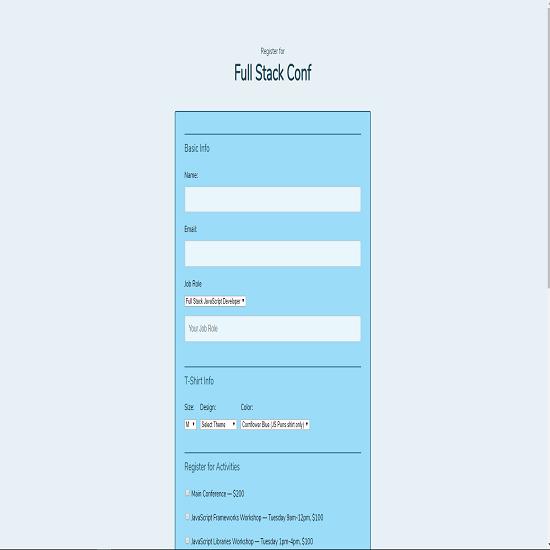 Register for
Full Stack Conf
Basic Info
Name:
Email:
Job Role
Full Stack JavaScript Developer
Your Job Role
T-Shirt Info
Size: Design: Color:
M Select Theme Cornflower Blue (JS Puns shirt only)
Register for Activities
Main Conference — $200
JavaScript Frameworks Workshop — Tuesday 9am-12pm, $100
JavaScript Libraries Workshop — Tuesday 1pm-4pm, $100